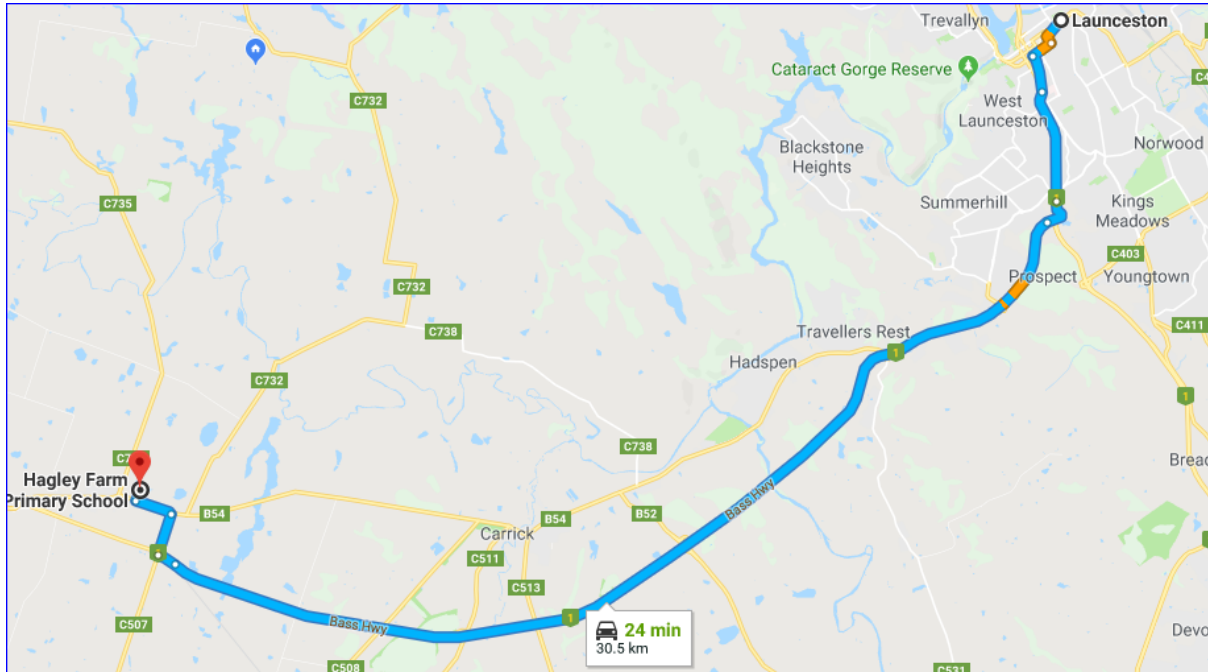 Trevallyn
Launceston
Cataract Gorge Reserve
C732
West
Launceston
Norwood
Blackstone
Heights
C735
Summerhill
Kings
Meadows
C403
Prospect
Youngtown
C732
C738
Travellers Rest
1
C411
Hadspen
C732
1
C738
Bread
Hagley Farm
Primary School
B54
B54
B52
Bass Hwy
Carrick
C511
C513
C507
Bass Hwy
1
24 min
30.5 km
Devo
C508
C531